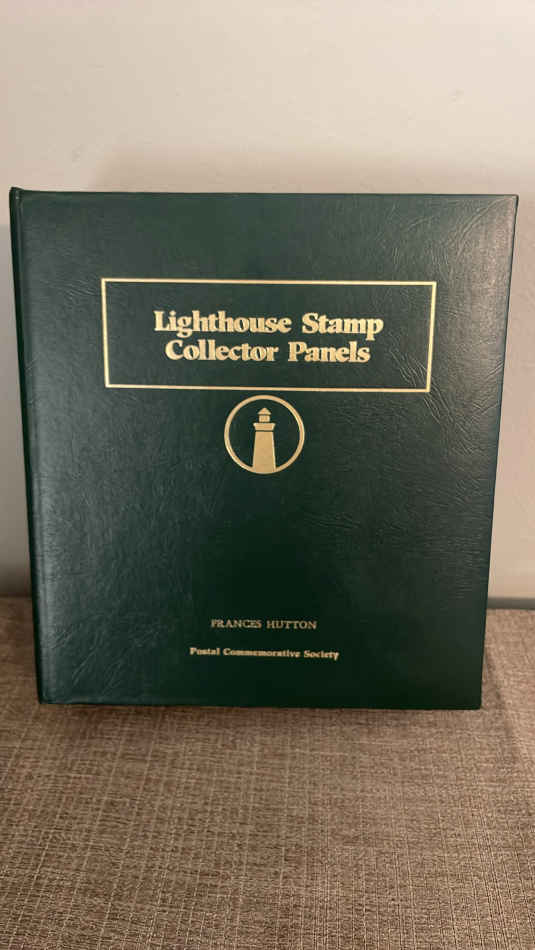 Lighthouse Stamp
Collector Panels
FRANCES HUTTON
Postal Commemorative Society